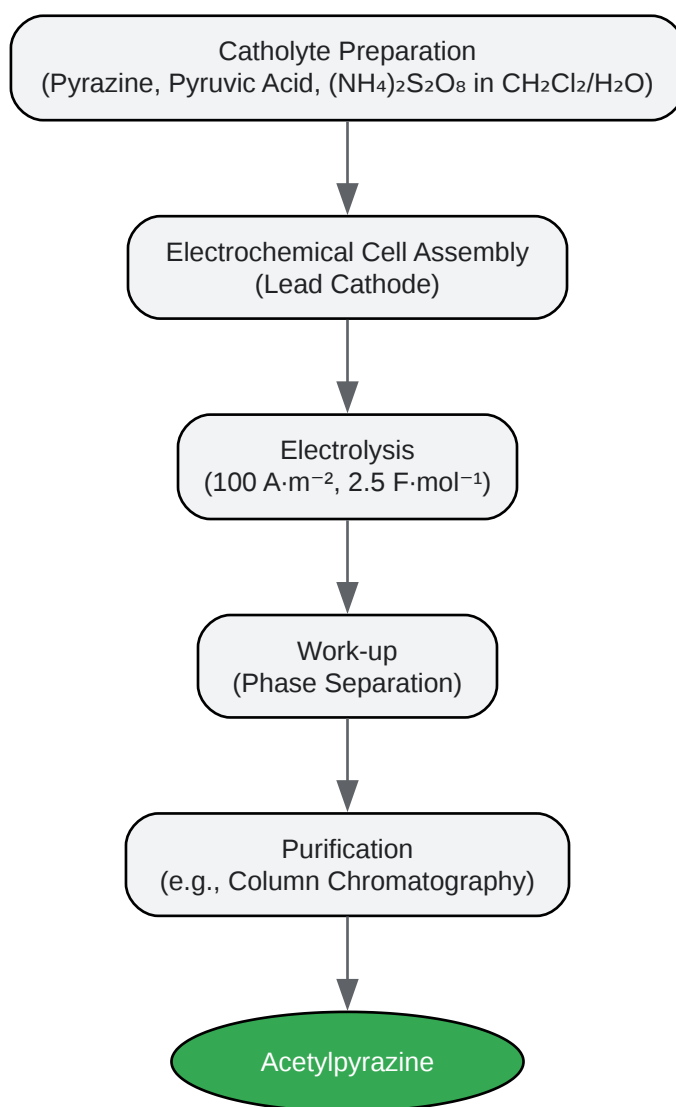 Catholyte Preparation
(Pyrazine, Pyruvic Acid, (NH₄)₂S₂O₈ in CH₂Cl₂/H₂O)
Electrochemical Cell Assembly
(Lead Cathode)
Electrolysis
(100 A·m⁻², 2.5 F·mol⁻¹)
Work-up
(Phase Separation)
Purification
(e.g., Column Chromatography)
Acetylpyrazine